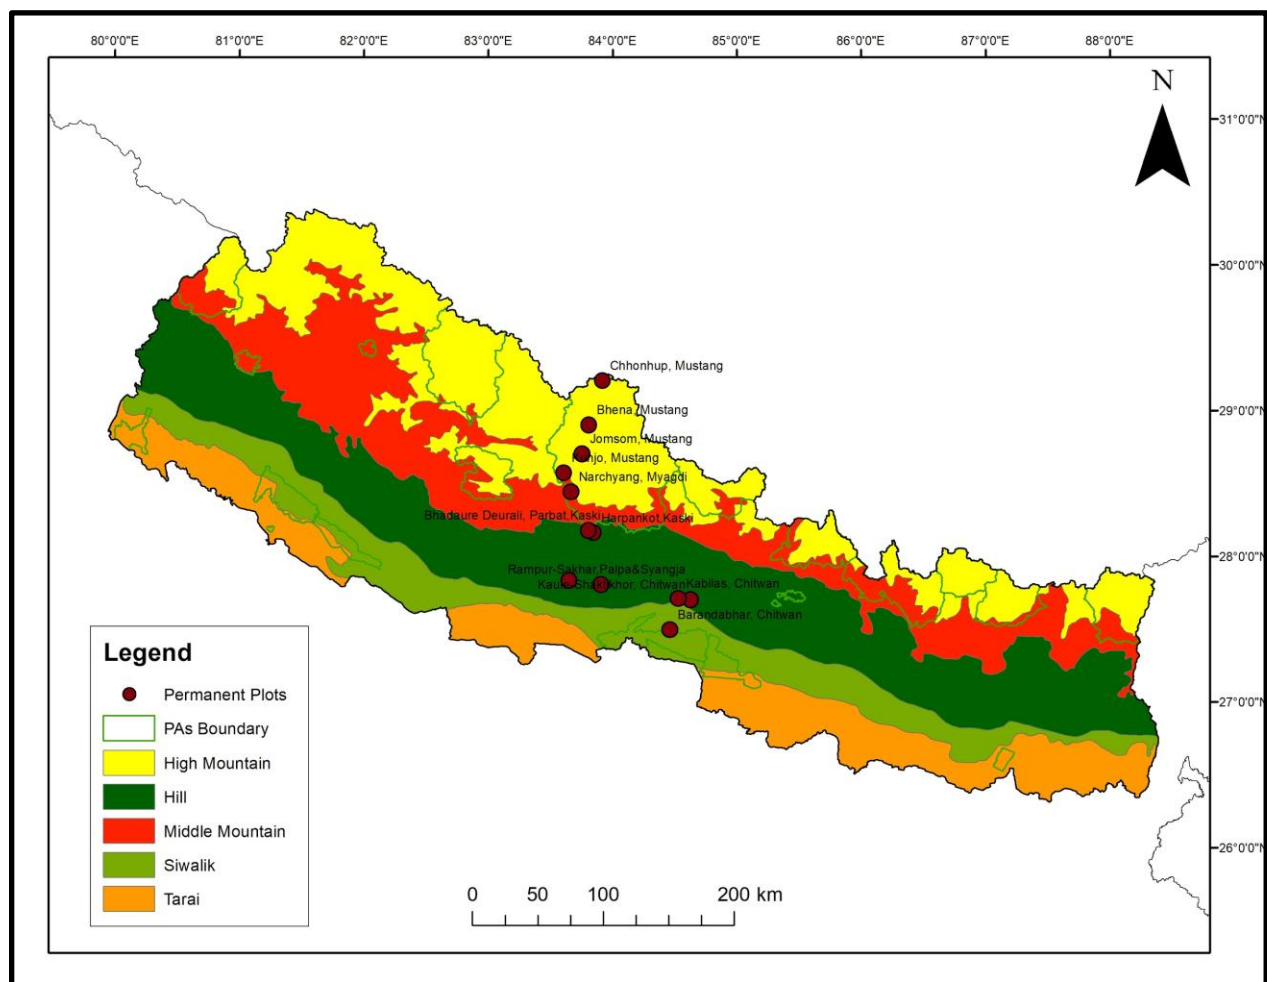 80°0'0"E 81°0'0"E 82°0'0"E 83°0'0"E 84°0'0"E 85°0'0"E 86°0'0"E 87°0'0"E 88°0'0"E
N
31°0'0"N
30°0'0"N
29°0'0"N
28°0'0"N
27°0'0"N
26°0'0"N
Chhonhup, Mustang
Bhena, Mustang
Jomsom, Mustang
Mustang
Narchyang, Myagdi
Bhadaure Deurali, Parbat,Kaski
Harpankot,Kaski
Rampur-Sakhar,Palpa&Syangja
Chitwan
Kabilas, Chitwan
Barandabhar, Chitwan
Legend
Permanent Plots
PAs Boundary
High Mountain
Hill
Middle Mountain
Siwalik
Tarai
0 50 100 200 km